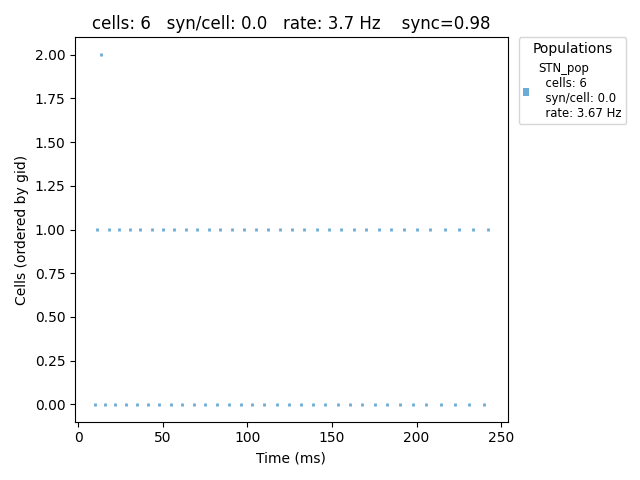 cells: 6   syn/cell: 0.0   rate: 3.7 Hz    sync=0.98
Populations
STN_pop
cells: 6
syn/cell: 0.0
rate: 3.67 Hz
Cells (ordered by gid)
2.00
1.75
1.50
1.25
1.00
0.75
0.50
0.25
0.00
0 50 100 150 200 250
Time (ms)